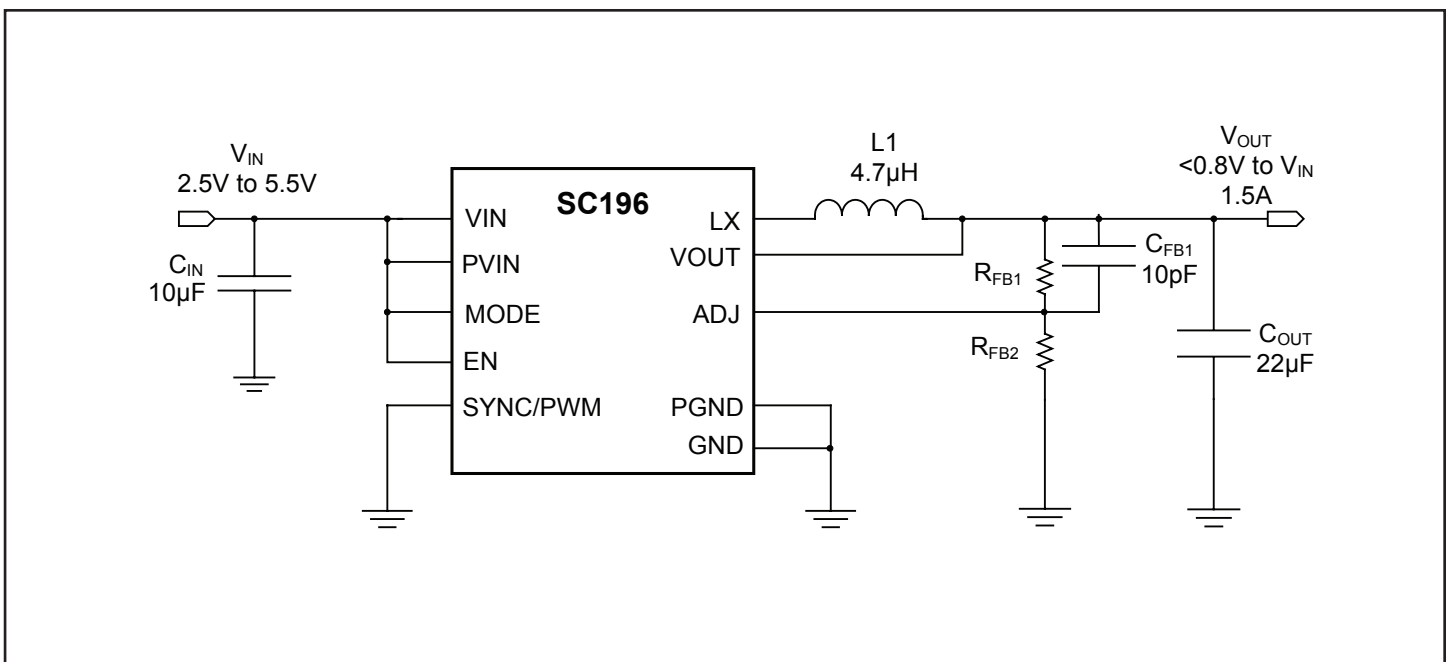 V_IN
2.5V to 5.5V
C_IN
10µF
SC196
VIN
PVIN
MODE
EN
SYNC/PWM
LX
VOUT
ADJ
PGND
GND
L1
4.7µH
R_FB1
C_FB1
10pF
R_FB2
V_OUT
<0.8V to V_IN
1.5A
C_OUT
22µF